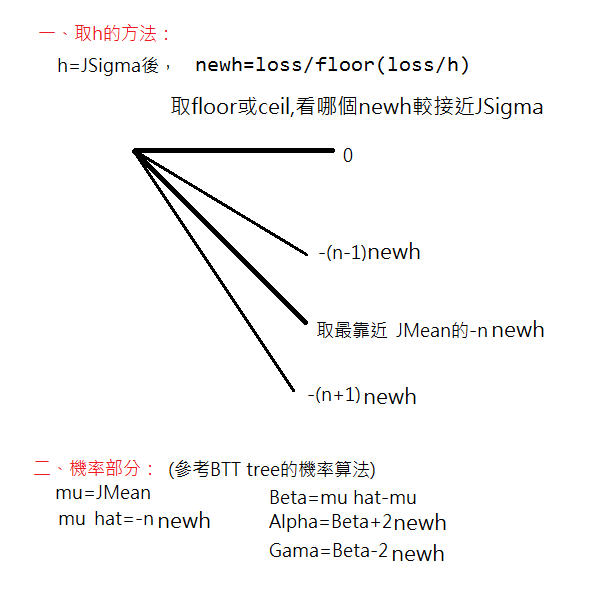 一、取h的方法：
h=JSigma後， newh=loss/floor(loss/h)
取floor或ceil,看哪個newh較接近JSigma
0
-(n-1)newh
取最靠近 JMean的-n newh
-(n+1) newh
二、機率部分： (參考BTT tree的機率算法)
mu=JMean
mu hat=-n newh
Beta=mu hat-mu
Alpha=Beta+2newh
Gama=Beta-2 newh